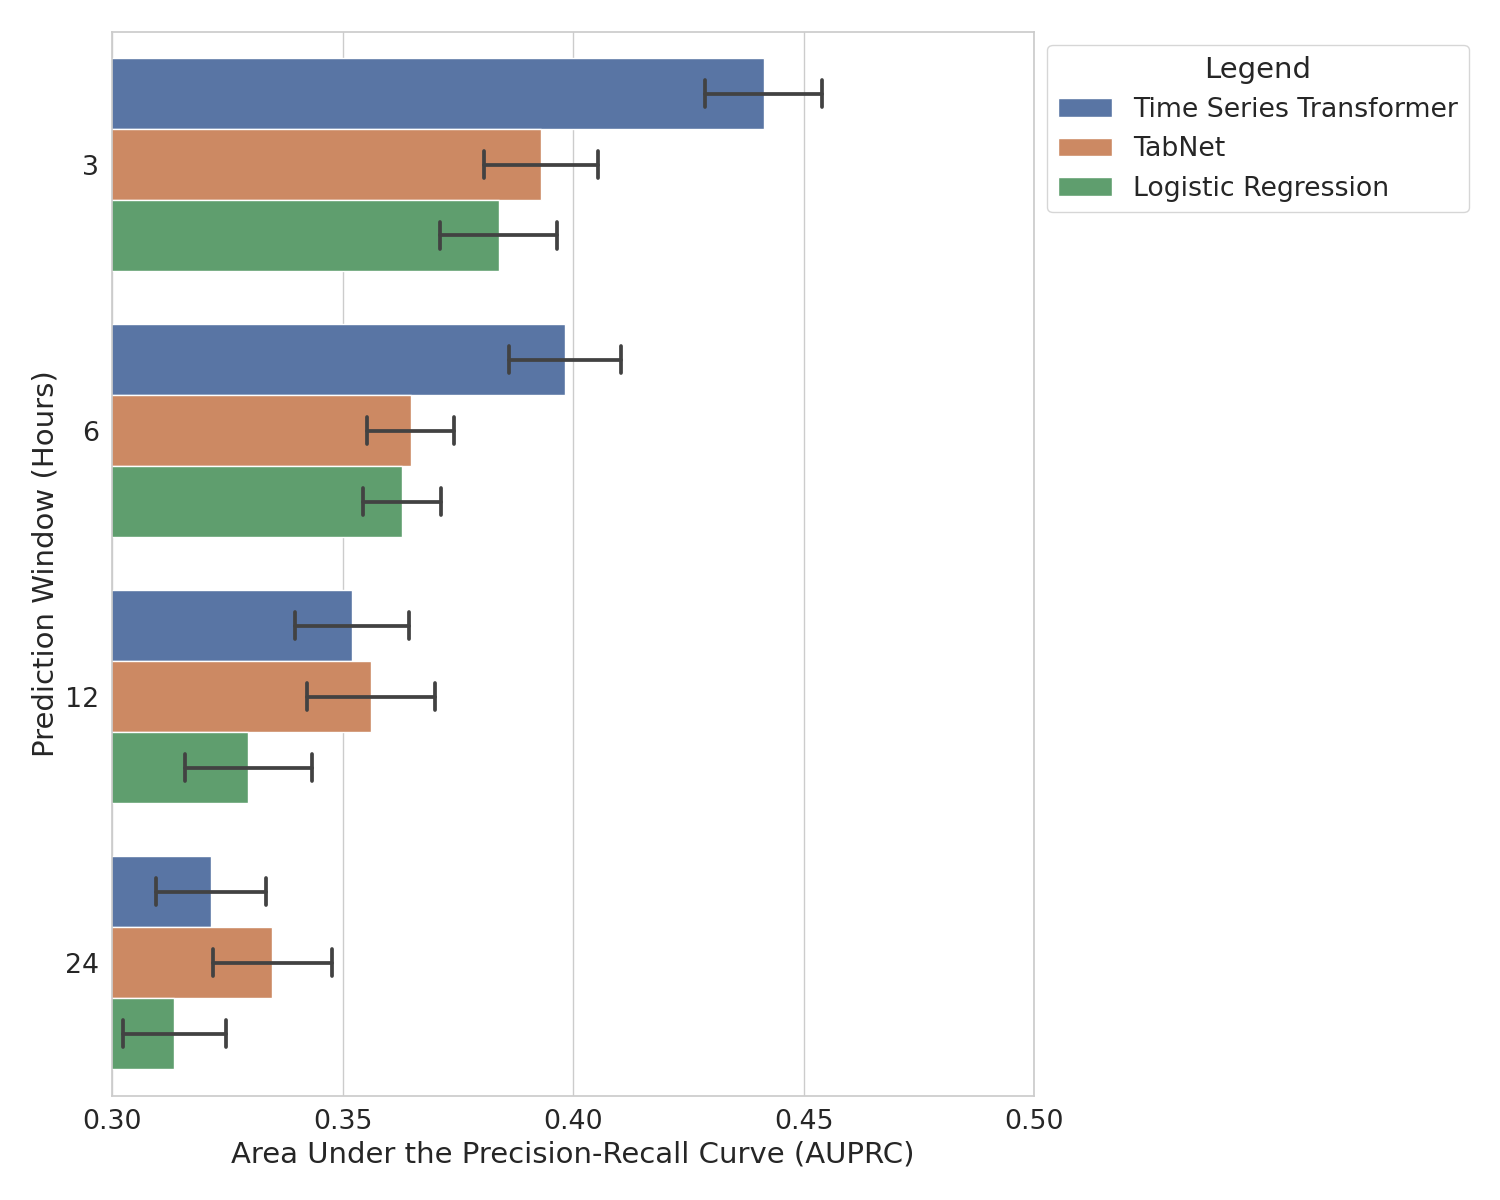 Legend
Time Series Transformer
TabNet
Logistic Regression
Prediction Window (Hours)
3
6
12
24
0.30 0.35 0.40 0.45 0.50
Area Under the Precision-Recall Curve (AUPRC)